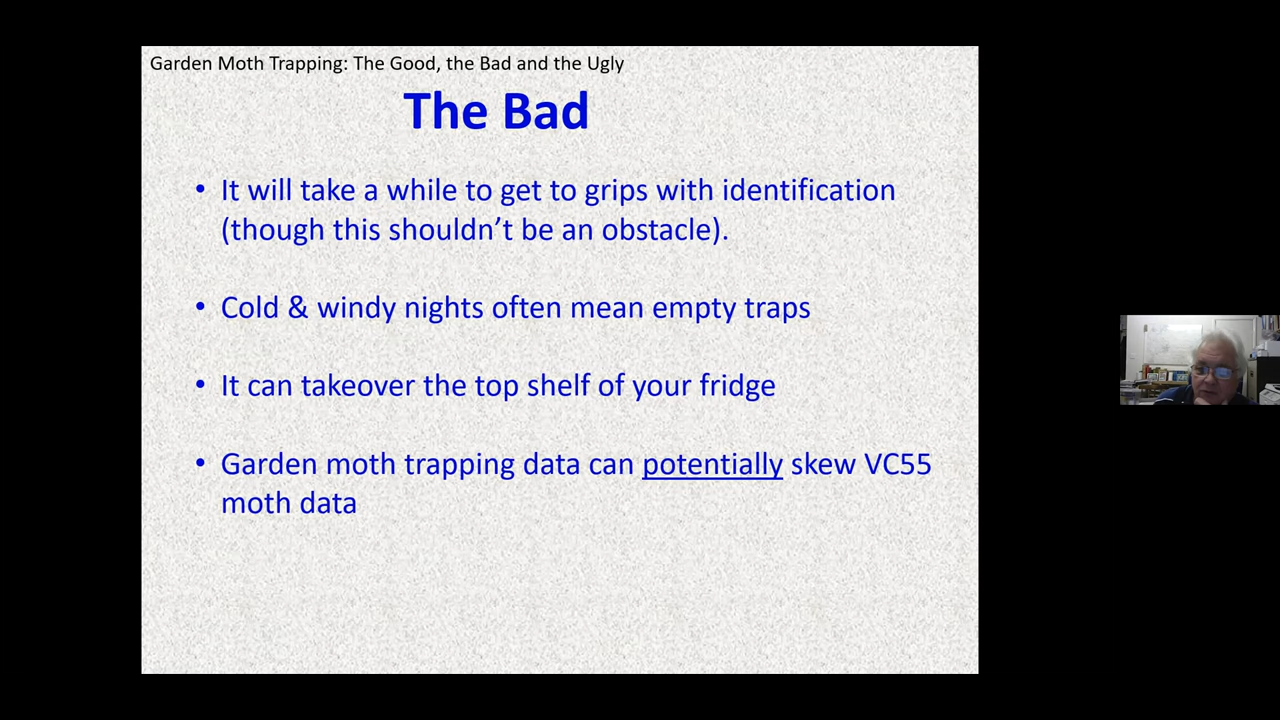 Garden Moth Trapping: The Good, the Bad and the Ugly
The Bad
• It will take a while to get to grips with identification
(though this shouldn’t be an obstacle).
• Cold & windy nights often mean empty traps
• It can takeover the top shelf of your fridge
• Garden moth trapping data can potentially skew VC55
moth data